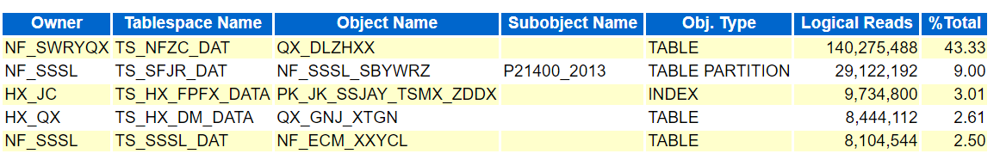 Owner Tablespace Name Object Name Subobject Name Obj. Type Logical Reads %Total
NF_SWRYQX TS_NFZC_DAT QX_DLZHXX TABLE 140,275,488 43.33
NF_SSSL TS_SFJR_DAT NF_SSSL_SBYWRZ P21400_2013 TABLE PARTITION 29,122,192 9.00
HX_JC TS_HX_FPFX_DATA PK_JK_SSJAY_TSMX_ZDDX INDEX 9,734,800 3.01
HX_QX TS_HX_DM_DATA QX_GNJ_XTGN TABLE 8,444,112 2.61
NF_SSSL TS_SSSL_DAT NF_ECM_XXYCL TABLE 8,104,544 2.50